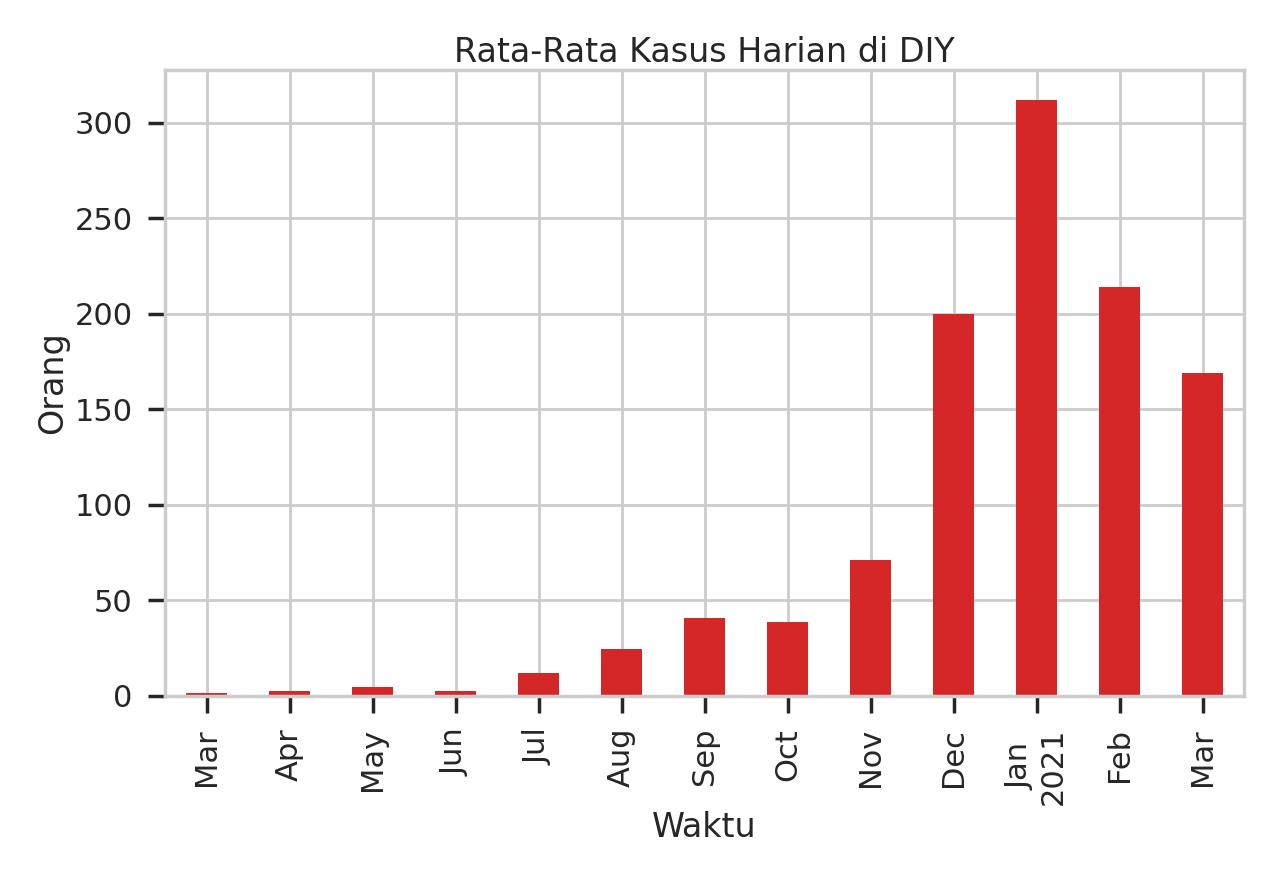 Rata-Rata Kasus Harian di DIY
300
250
200
150
100
50
0
Orang
Mar
Apr
May
Jun
Jul
Aug
Sep
Oct
Nov
Dec
Jan
2021
Feb
Mar
Waktu